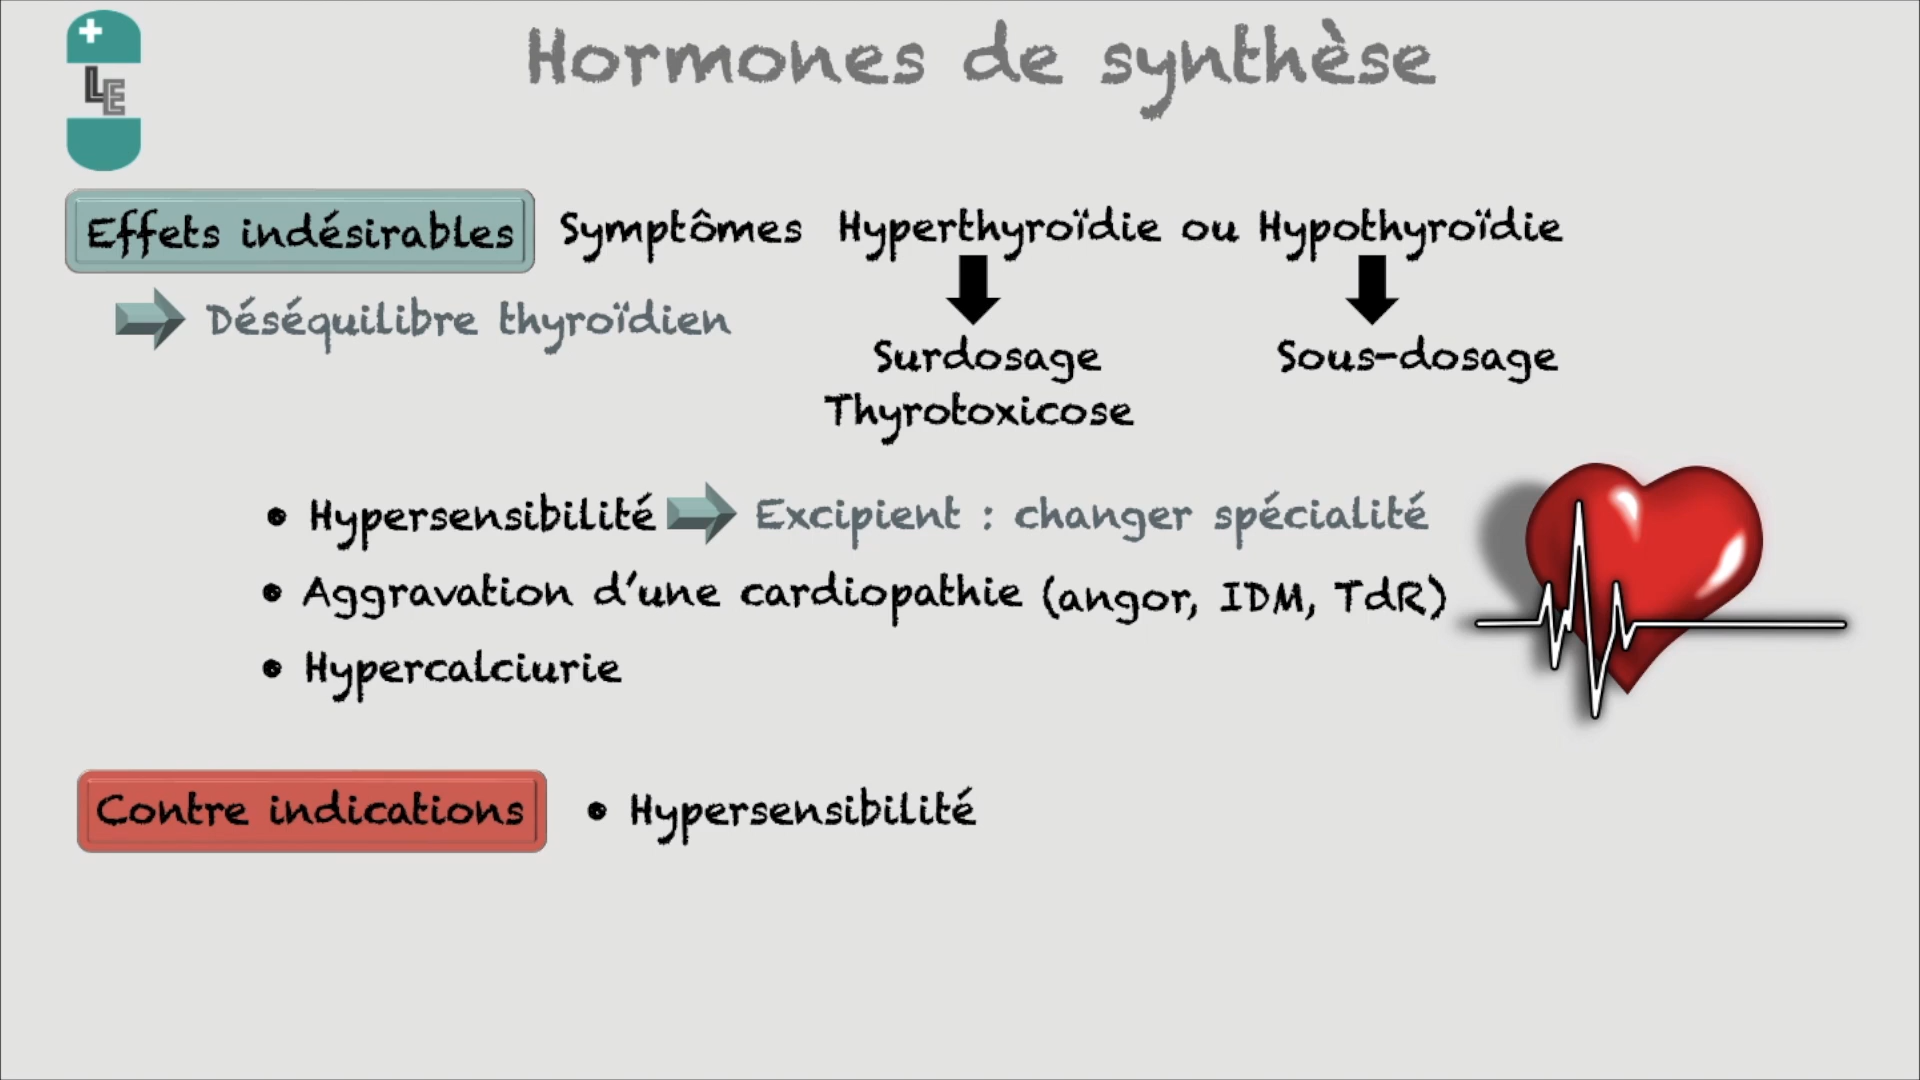 LE
Hormones de synthèse
Effets indésirables
Symptômes Hyperthyroïdie ou Hypothyroïdie
Déséquilibre thyroïdien
Surdosage
Thyrotoxicose
Sous-dosage
• Hypersensibilité
Excipient : changer spécialité
• Aggravation d'une cardiopathie (angor, IDM, TdR)
• Hypercalciurie
Contre indications
• Hypersensibilité